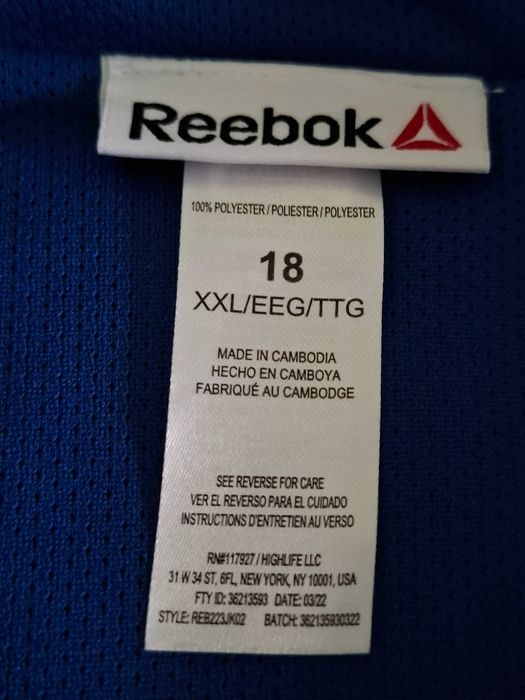 Reebok
100% POLYESTER / POLIESTER / POLYESTER
18
XXL/EEG/TTG
MADE IN CAMBODIA
HECHO EN CAMBOYA
FABRIQUÉ AU CAMBODGE
SEE REVERSE FOR CARE
VER EL REVERSO PARA EL CUIDADO
INSTRUCTIONS D'ENTRETIEN AU VERSO
RN#117927 / HIGHLIFE LLC
31 W 34 ST, 6FL, NEW YORK, NY 10001, USA
FTY ID: 36213593 DATE: 03/22
STYLE: REB223JK02 BATCH: 362135930322